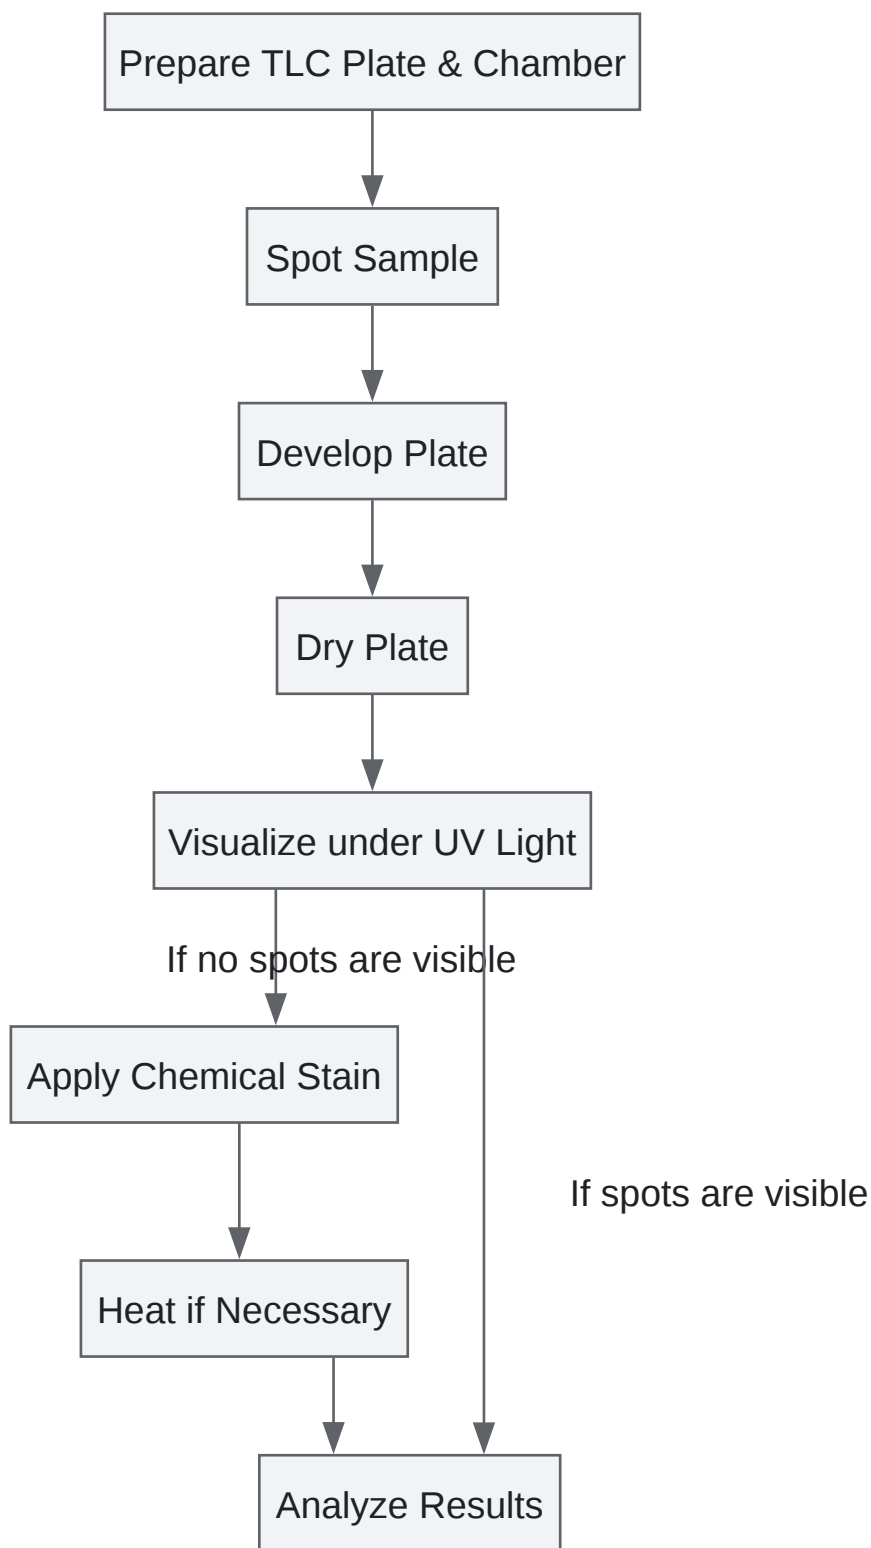 Prepare TLC Plate & Chamber
Spot Sample
Develop Plate
Dry Plate
Visualize under UV Light
If no spots are visible
Apply Chemical Stain
If spots are visible
Heat if Necessary
Analyze Results